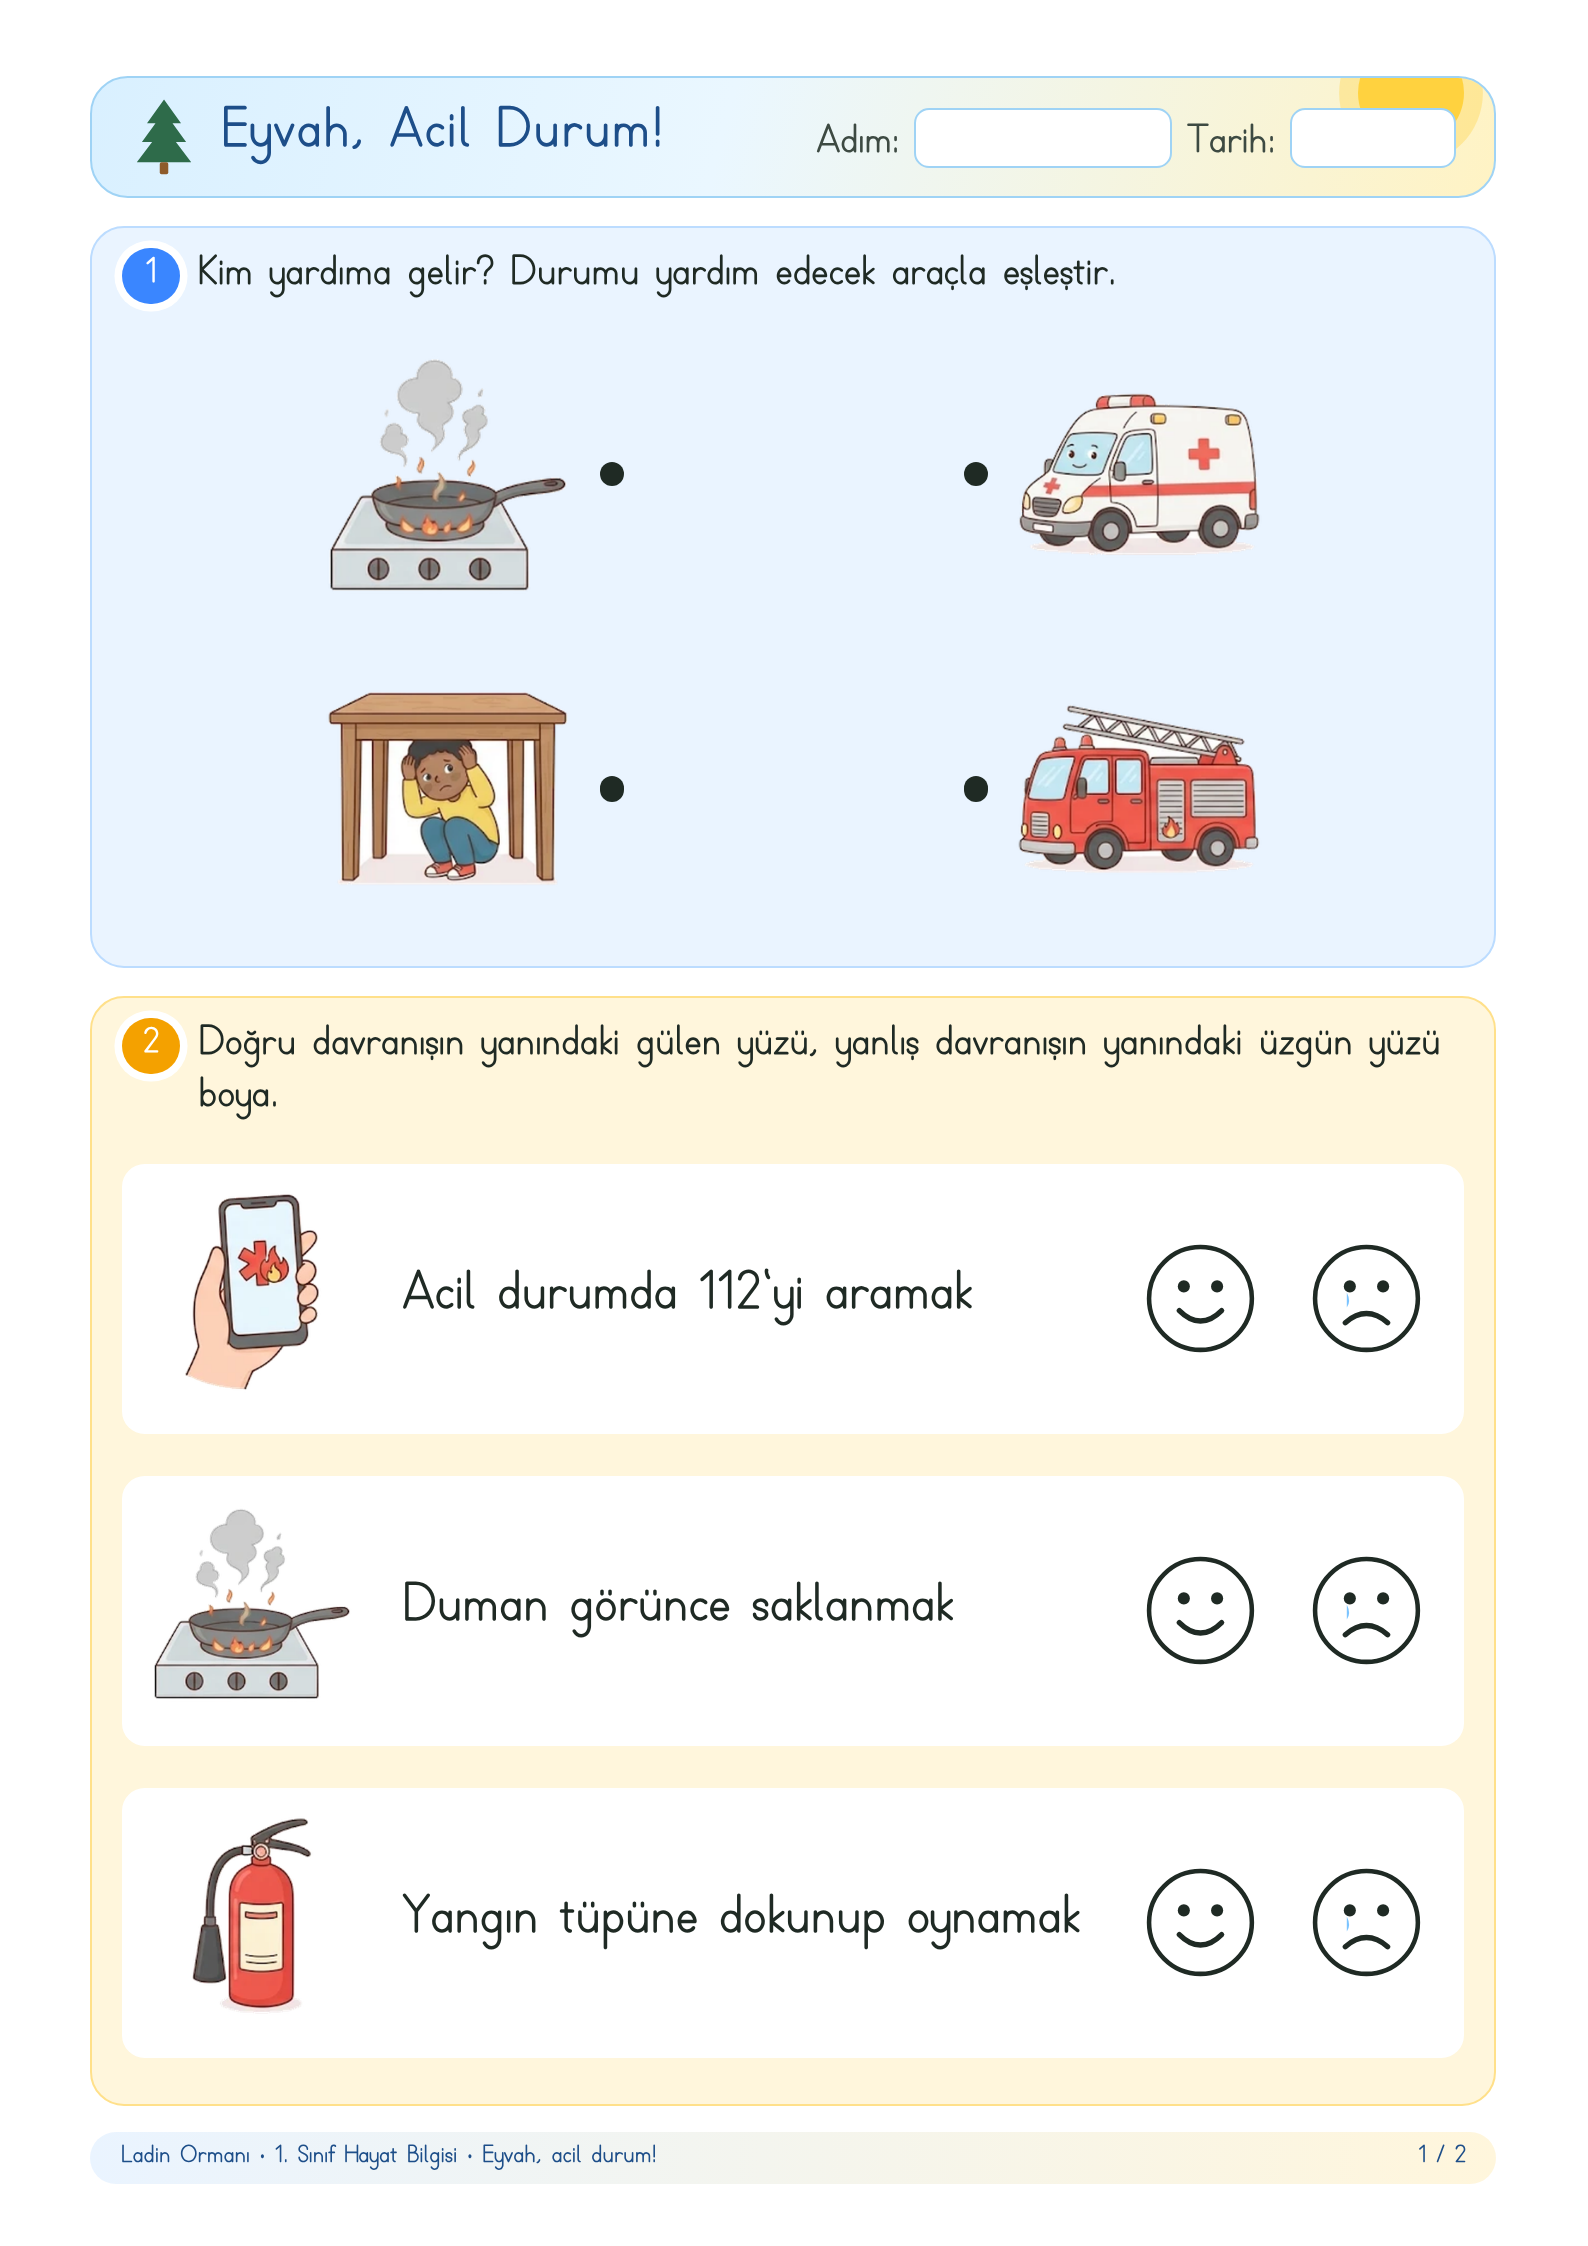 Eyvah, Acil Durum!
Adım:
Tarih:
1
Kim yardıma gelir? Durumu yardım edecek araçla eşleştir.
2
Doğru davranışın yanındaki gülen yüzü, yanlış davranışın yanındaki üzgün yüzü
boya.
Acil durumda 112‘yi aramak
Duman görünce saklanmak
Yangın tüpüne dokunup oynamak
Ladin Ormanı • 1. Sınıf Hayat Bilgisi • Eyvah, acil durum!
1 / 2